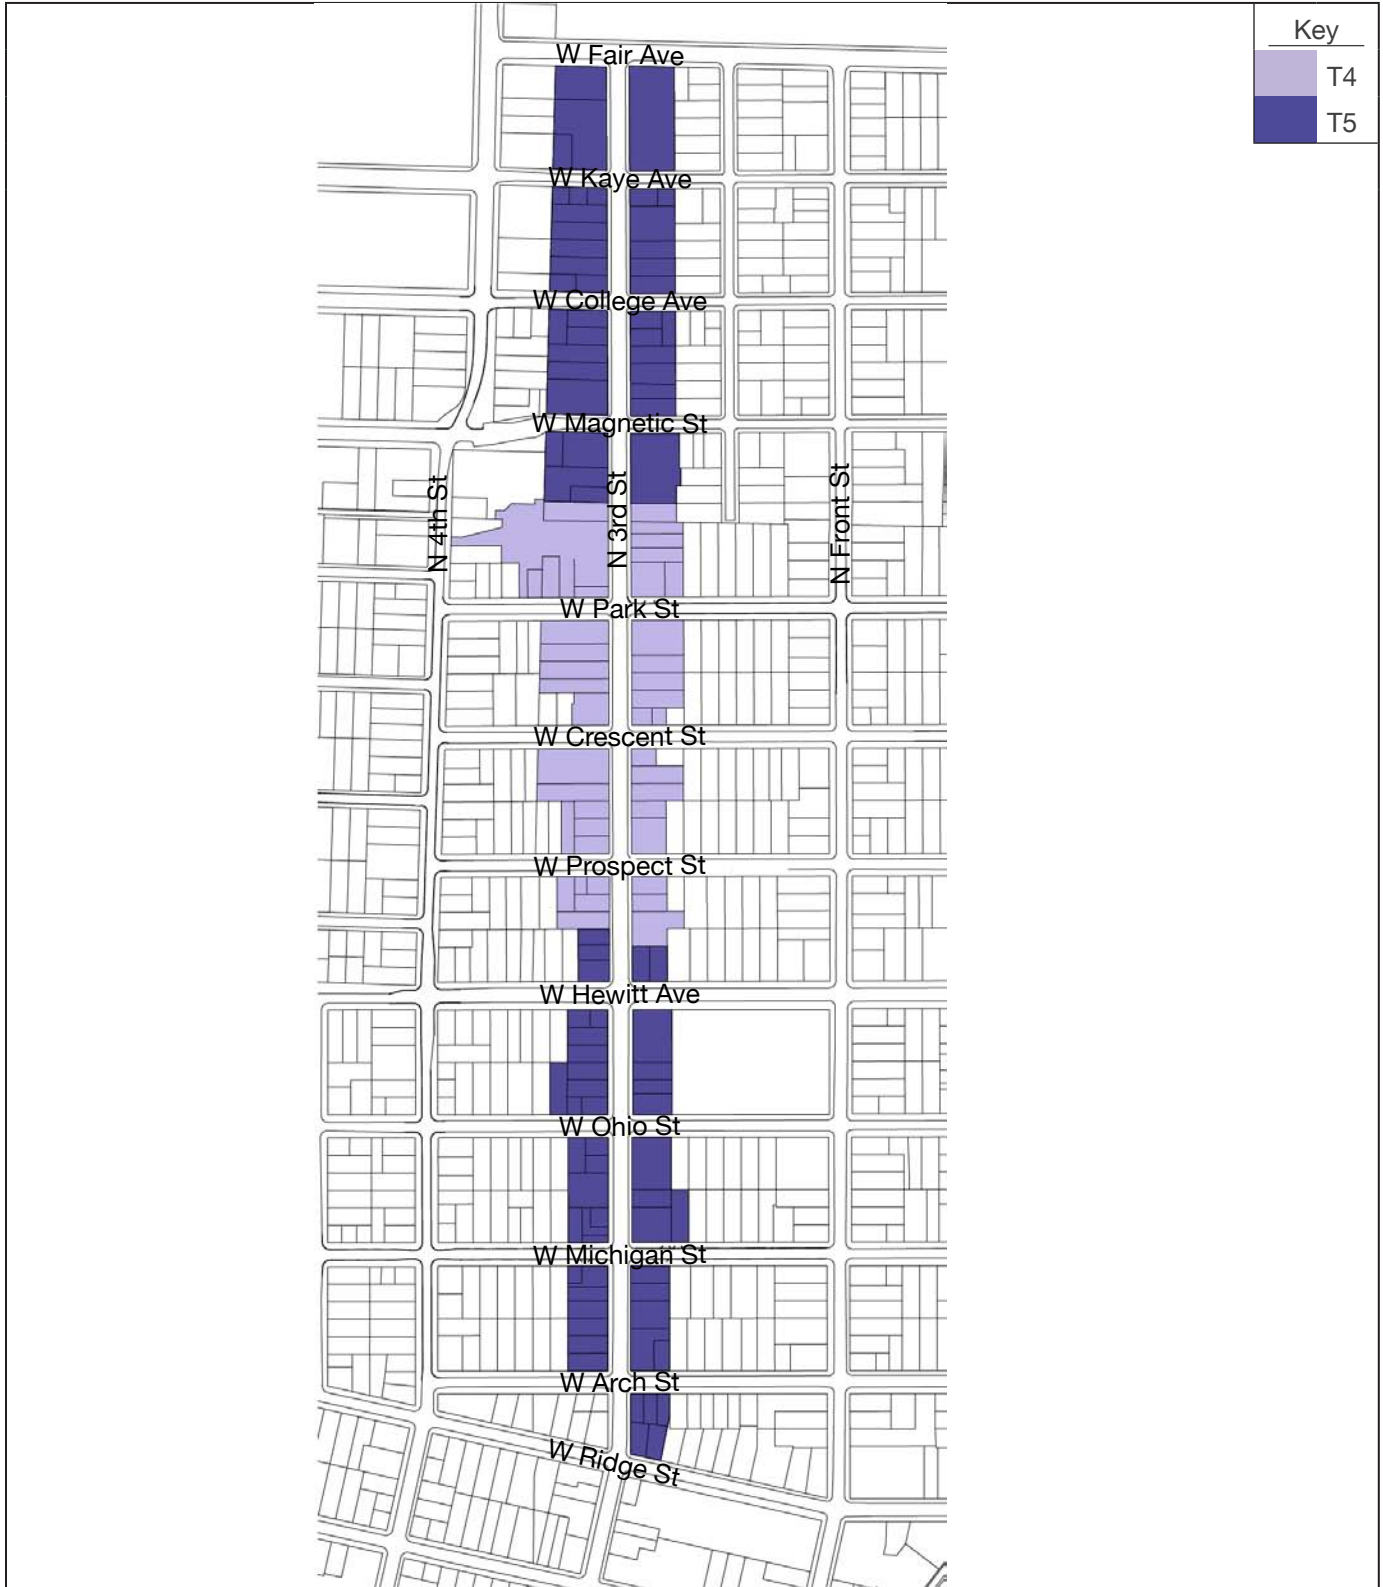 Key
T4
T5
W Fair Ave
W Kaye Ave
W College Ave
W Magnetic St
N 4th St
N 3rd St
N Front St
W Park St
W Crescent St
W Prospect St
W Hewitt Ave
W Ohio St
W Michigan St
W Arch St
W Ridge St